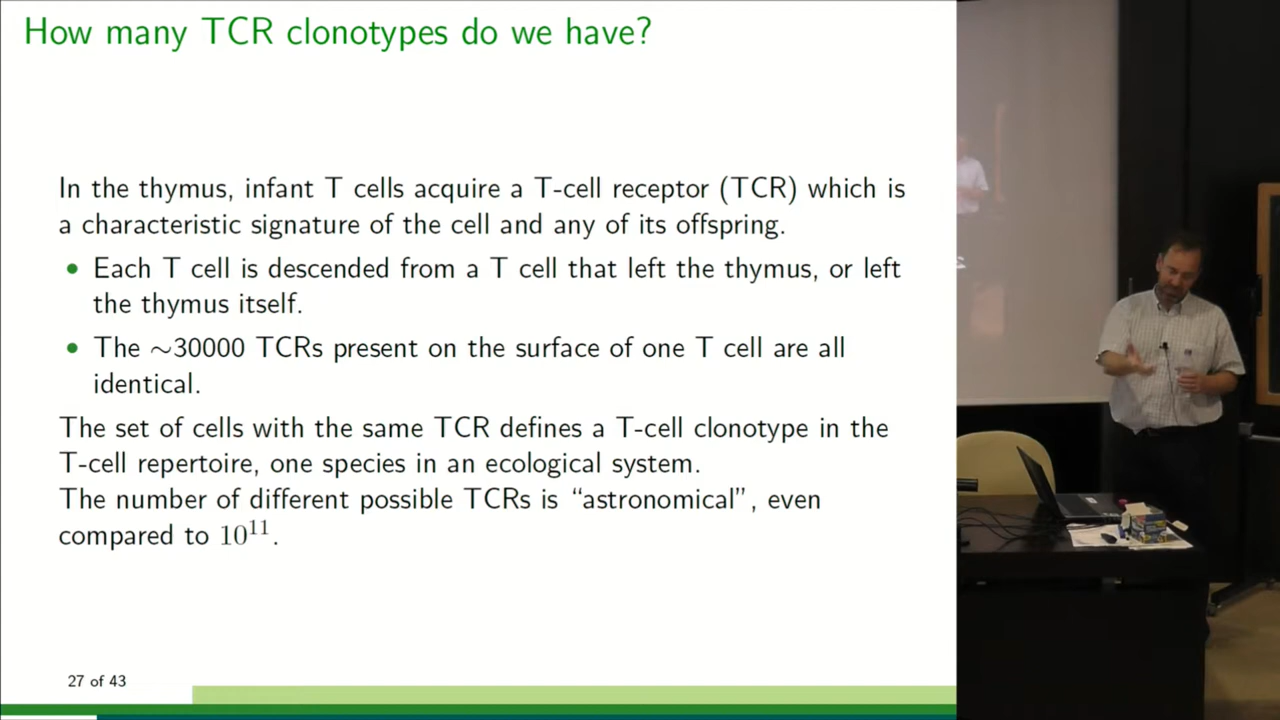 How many TCR clonotypes do we have?
In the thymus, infant T cells acquire a T-cell receptor (TCR) which is
a characteristic signature of the cell and any of its offspring.
• Each T cell is descended from a T cell that left the thymus, or left
the thymus itself.
• The ∼30000 TCRs present on the surface of one T cell are all
identical.
The set of cells with the same TCR defines a T-cell clonotype in the
T-cell repertoire, one species in an ecological system.
The number of different possible TCRs is “astronomical”, even
compared to 10¹¹.
27 of 43